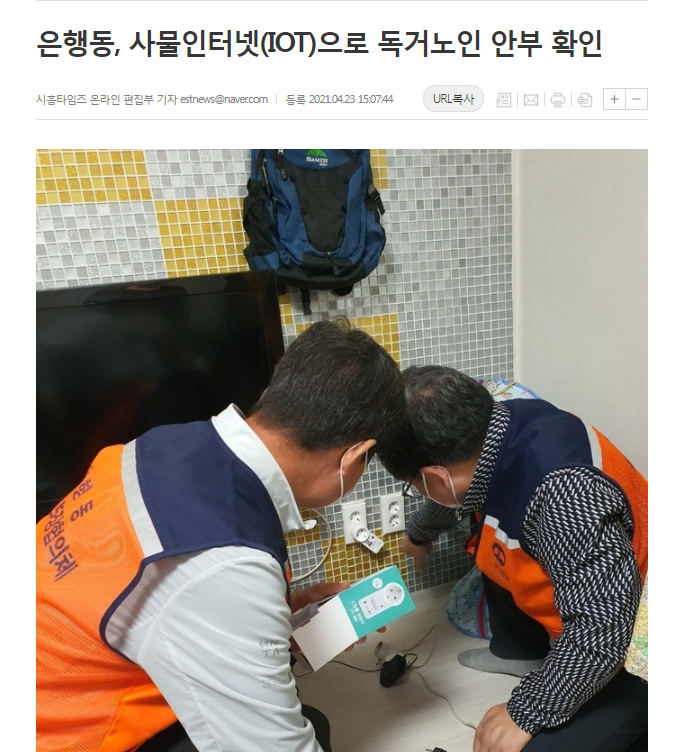 은행동, 사물인터넷(IOT)으로 독거노인 안부 확인
시흥타임즈 온라인 편집부 기자 estnews@naver.com
등록 2021.04.23 15:07:44
URL복사